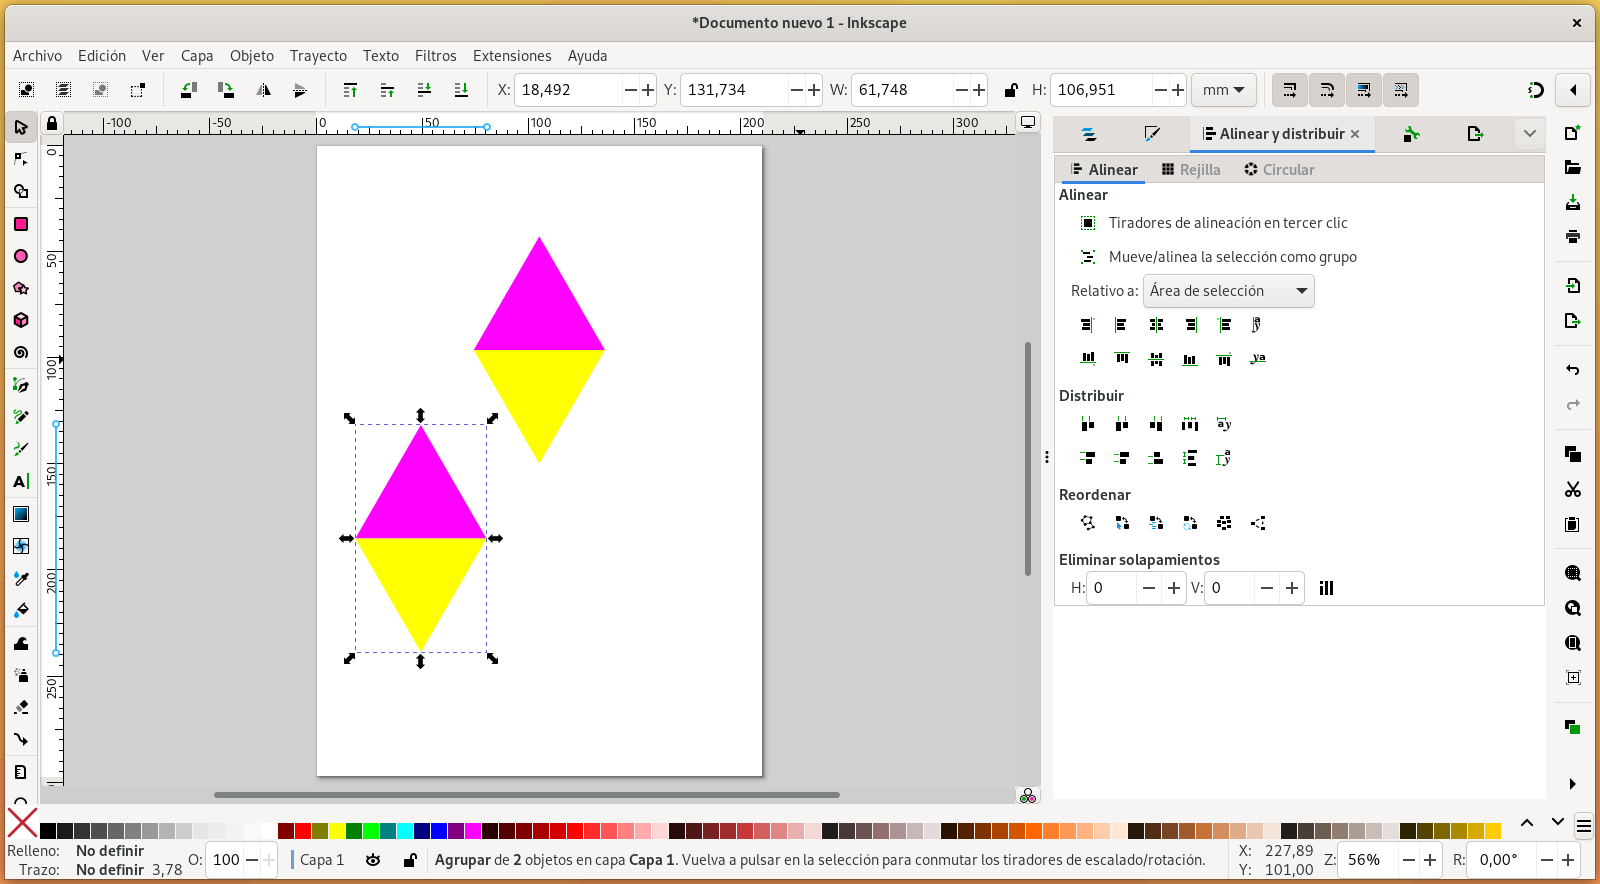 *Documento nuevo 1 - Inkscape
Archivo Edición Ver Capa Objeto Trayecto Texto Filtros Extensiones Ayuda
X: 18,492 Y: 131,734 W: 61,748 H: 106,951 mm
-100 -50 0 50 100 150 200 250 300
0
50
100
150
200
250
Alinear y distribuir
Alinear Rejilla Circular
Alinear
Tiradores de alineación en tercer clic
Mueve/alinea la selección como grupo
Relativo a: Área de selección
Distribuir
Reordenar
Eliminar solapamientos
H: 0 V: 0
Relleno: No definir
Trazo: No definir 3,78
O: 100
Capa 1
Agrupar de 2 objetos en capa Capa 1. Vuelva a pulsar en la selección para conmutar los tiradores de escalado/rotación.
X: 227,89
Y: 101,00
Z: 56%
R: 0,00°